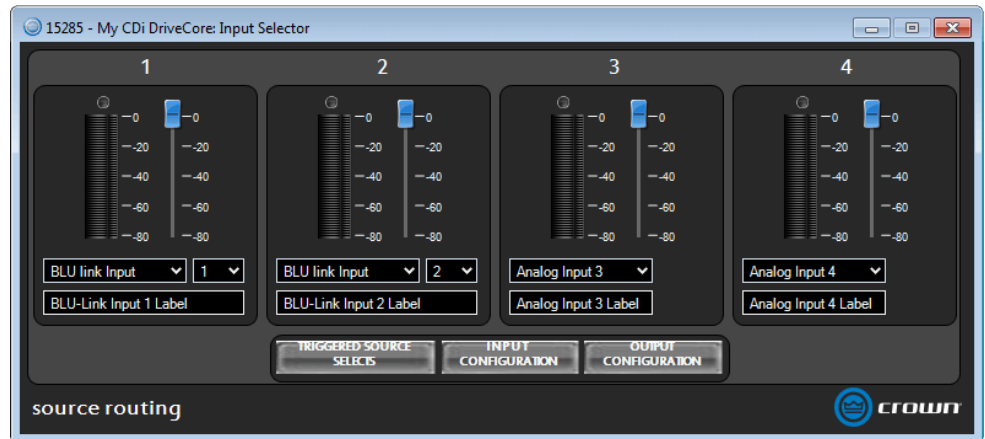 15285 - My CDi DriveCore: Input Selector
1 2 3 4
-0 -0 -0 -0 -0 -0 -0 -0
-20 -20 -20 -20 -20 -20 -20 -20
-40 -40 -40 -40 -40 -40 -40 -40
-60 -60 -60 -60 -60 -60 -60 -60
-80 -80 -80 -80 -80 -80 -80 -80
BLU link Input 1 BLU link Input 2 Analog Input 3 Analog Input 4
BLU-Link Input 1 Label BLU-Link Input 2 Label Analog Input 3 Label Analog Input 4 Label
TRIGGERED SOURCE INPUT OUTPUT
SELECTS CONFIGURATION CONFIGURATION
source routing crown